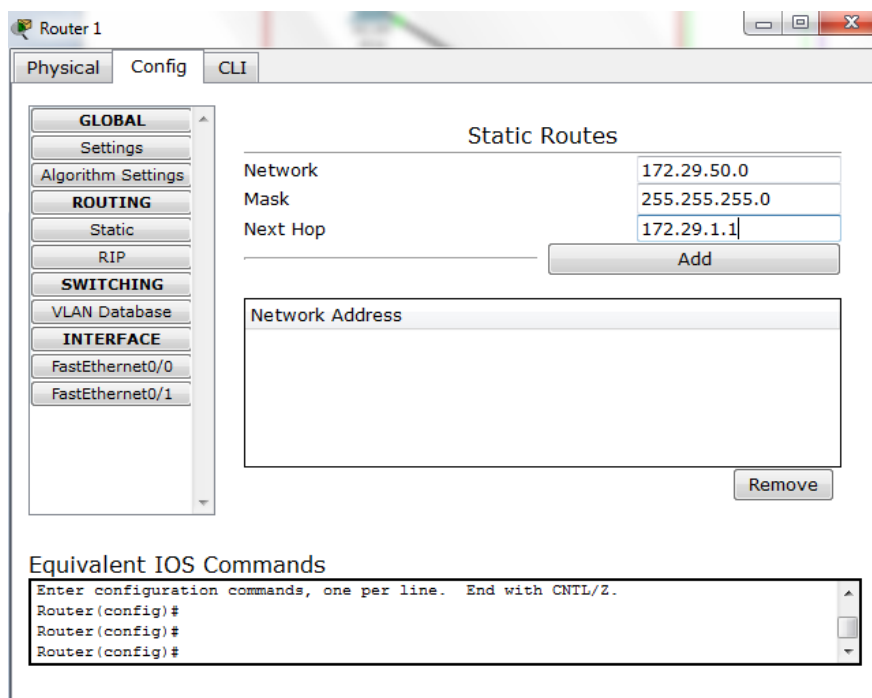 Router 1
Physical Config CLI
GLOBAL
Settings
Algorithm Settings
ROUTING
Static
RIP
SWITCHING
VLAN Database
INTERFACE
FastEthernet0/0
FastEthernet0/1
Static Routes
Network 172.29.50.0
Mask 255.255.255.0
Next Hop 172.29.1.1
Add
Network Address
Remove
Equivalent IOS Commands
Enter configuration commands, one per line. End with CNTL/Z.
Router(config)#
Router(config)#
Router(config)#